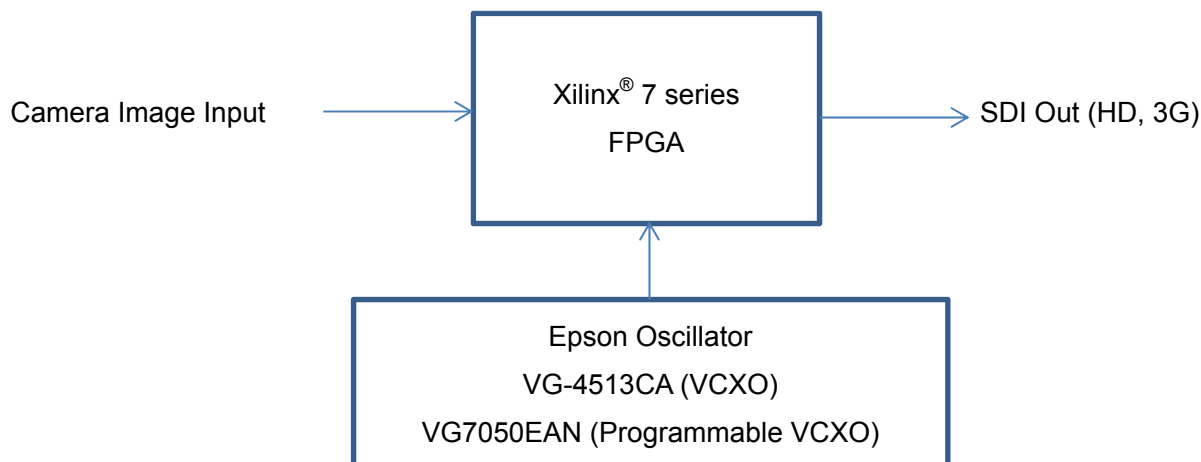 Camera Image Input
Xilinx® 7 series
FPGA
SDI Out (HD, 3G)
Epson Oscillator
VG-4513CA (VCXO)
VG7050EAN (Programmable VCXO)